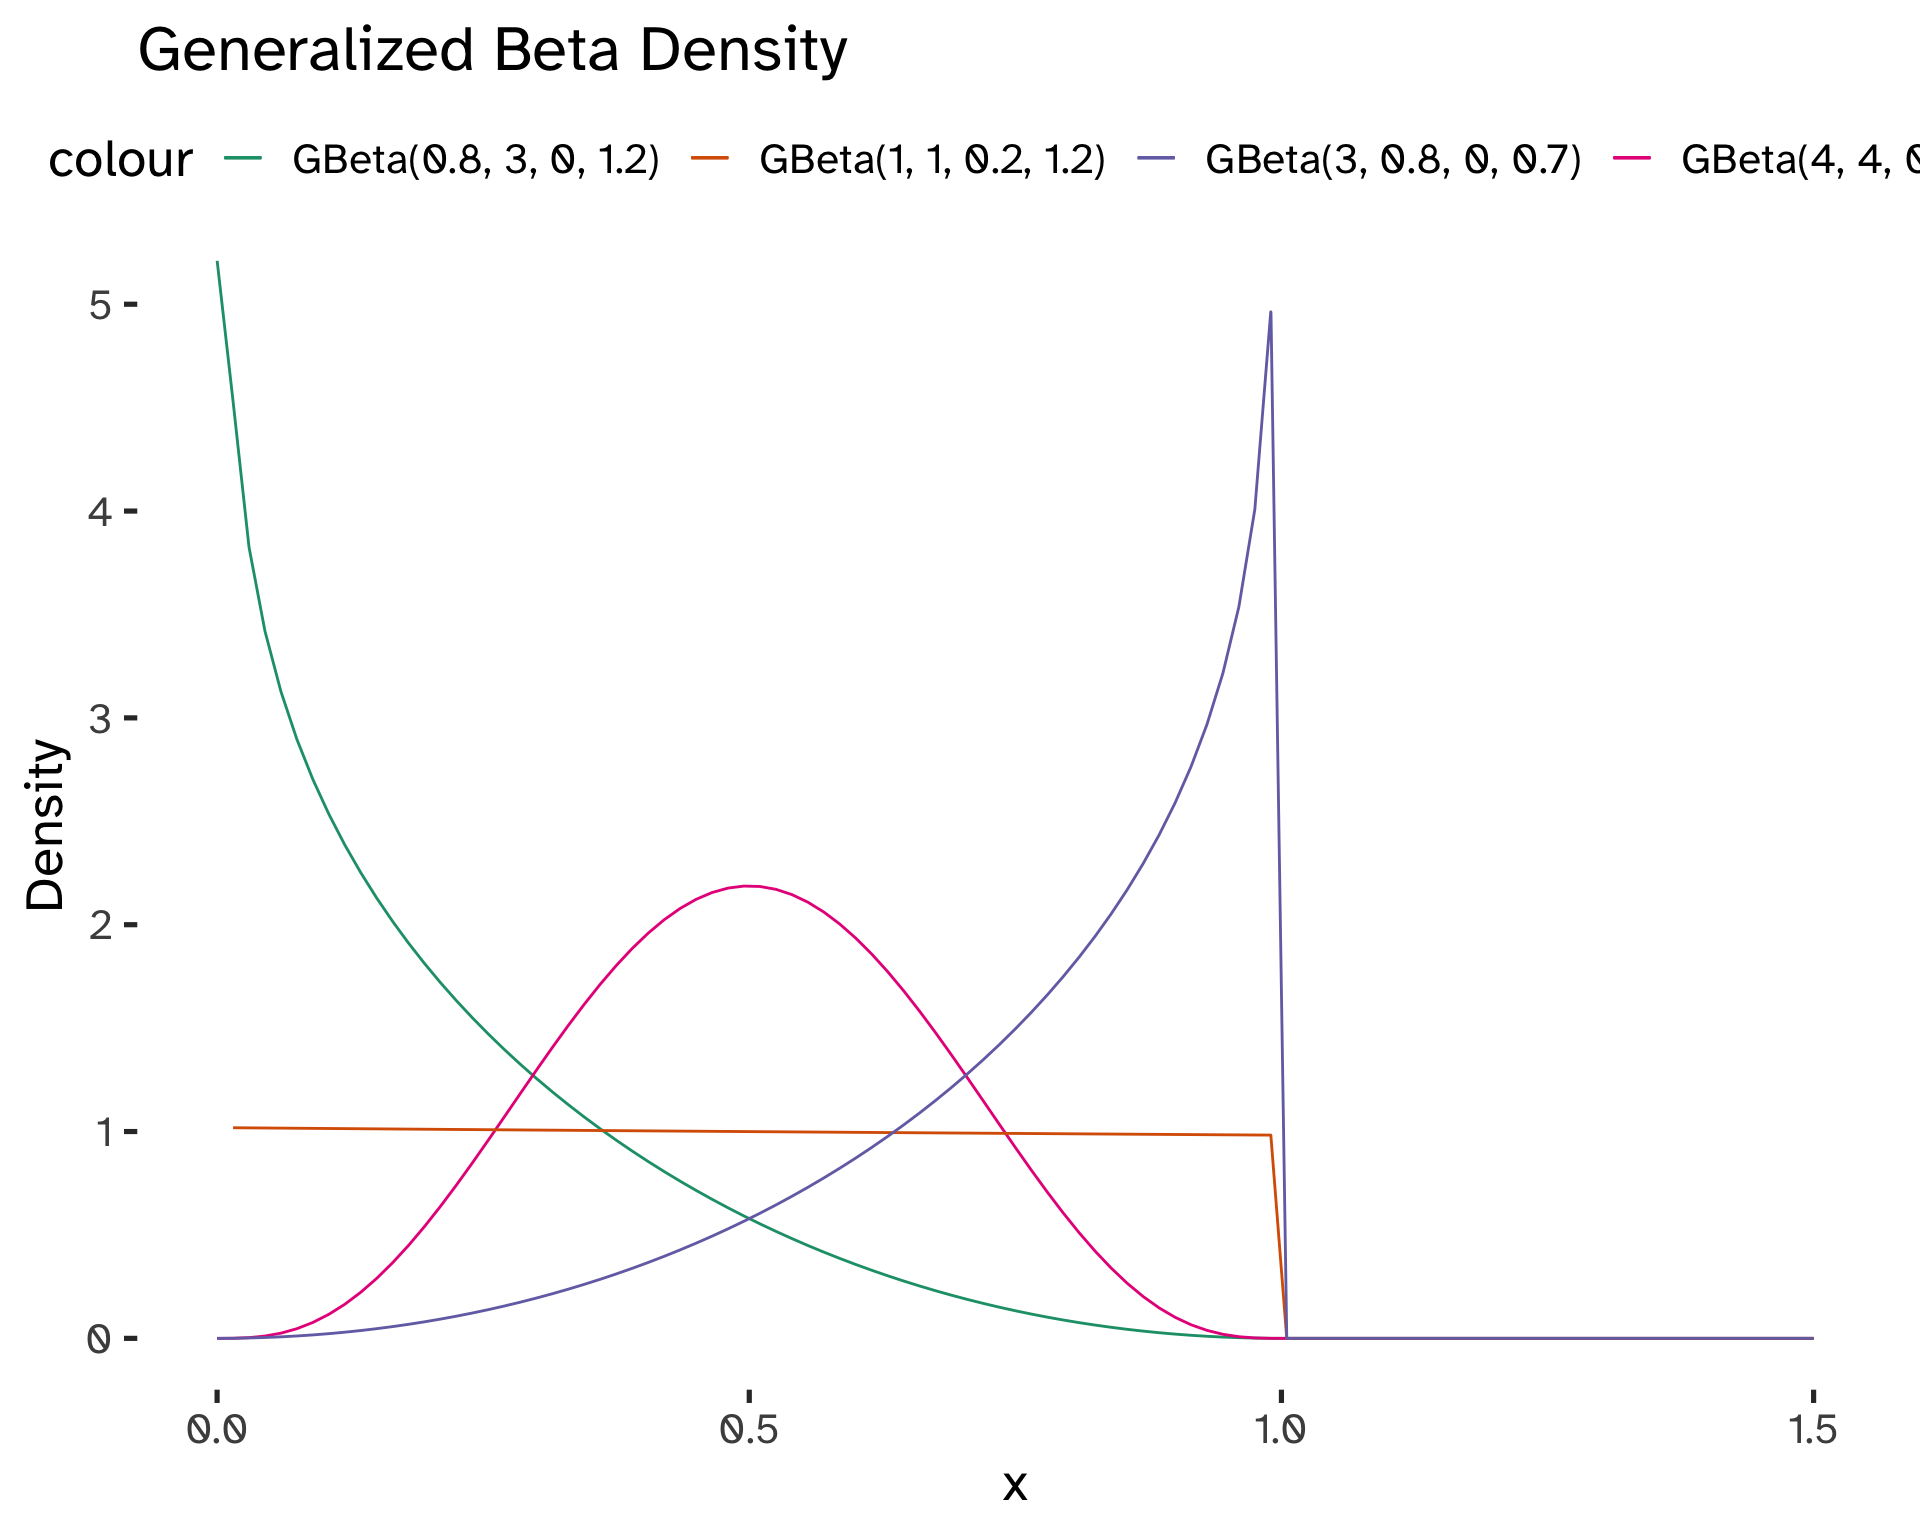 Generalized Beta Density
colour GBeta(0.8, 3, 0, 1.2) GBeta(1, 1, 0.2, 1.2) GBeta(3, 0.8, 0, 0.7) GBeta(4, 4,
5
4
3
2
1
0
Density
0.0 0.5 1.0 1.5
x